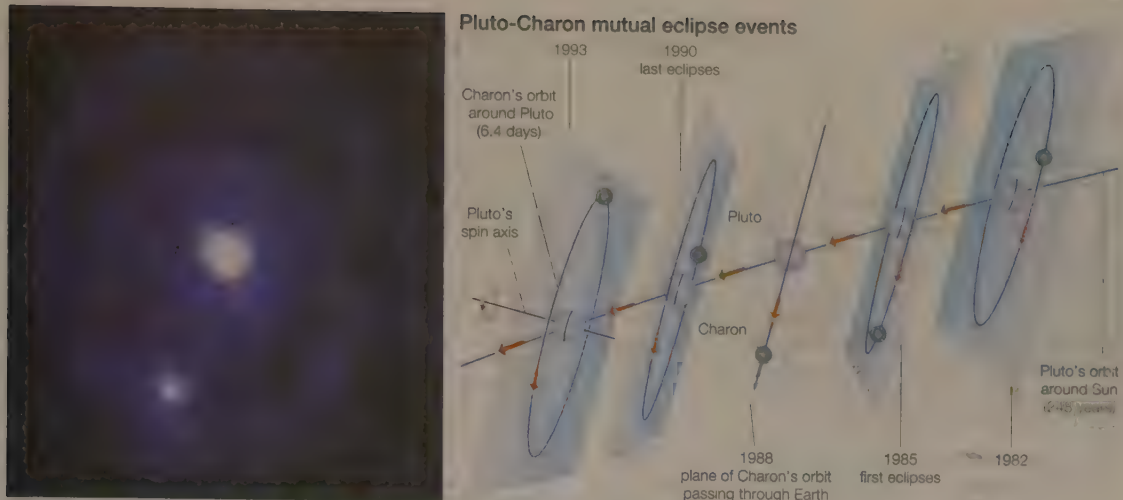 Pluto-Charon mutual eclipse events
1993
1990
last eclipses
Charon's orbit
around Pluto
(6.4 days)
Pluto's
spin axis
Pluto
Charon
Pluto's orbit
around Sun
years)
1988
plane of Charon's orbit
passing through Earth
1985
first eclipses
1982